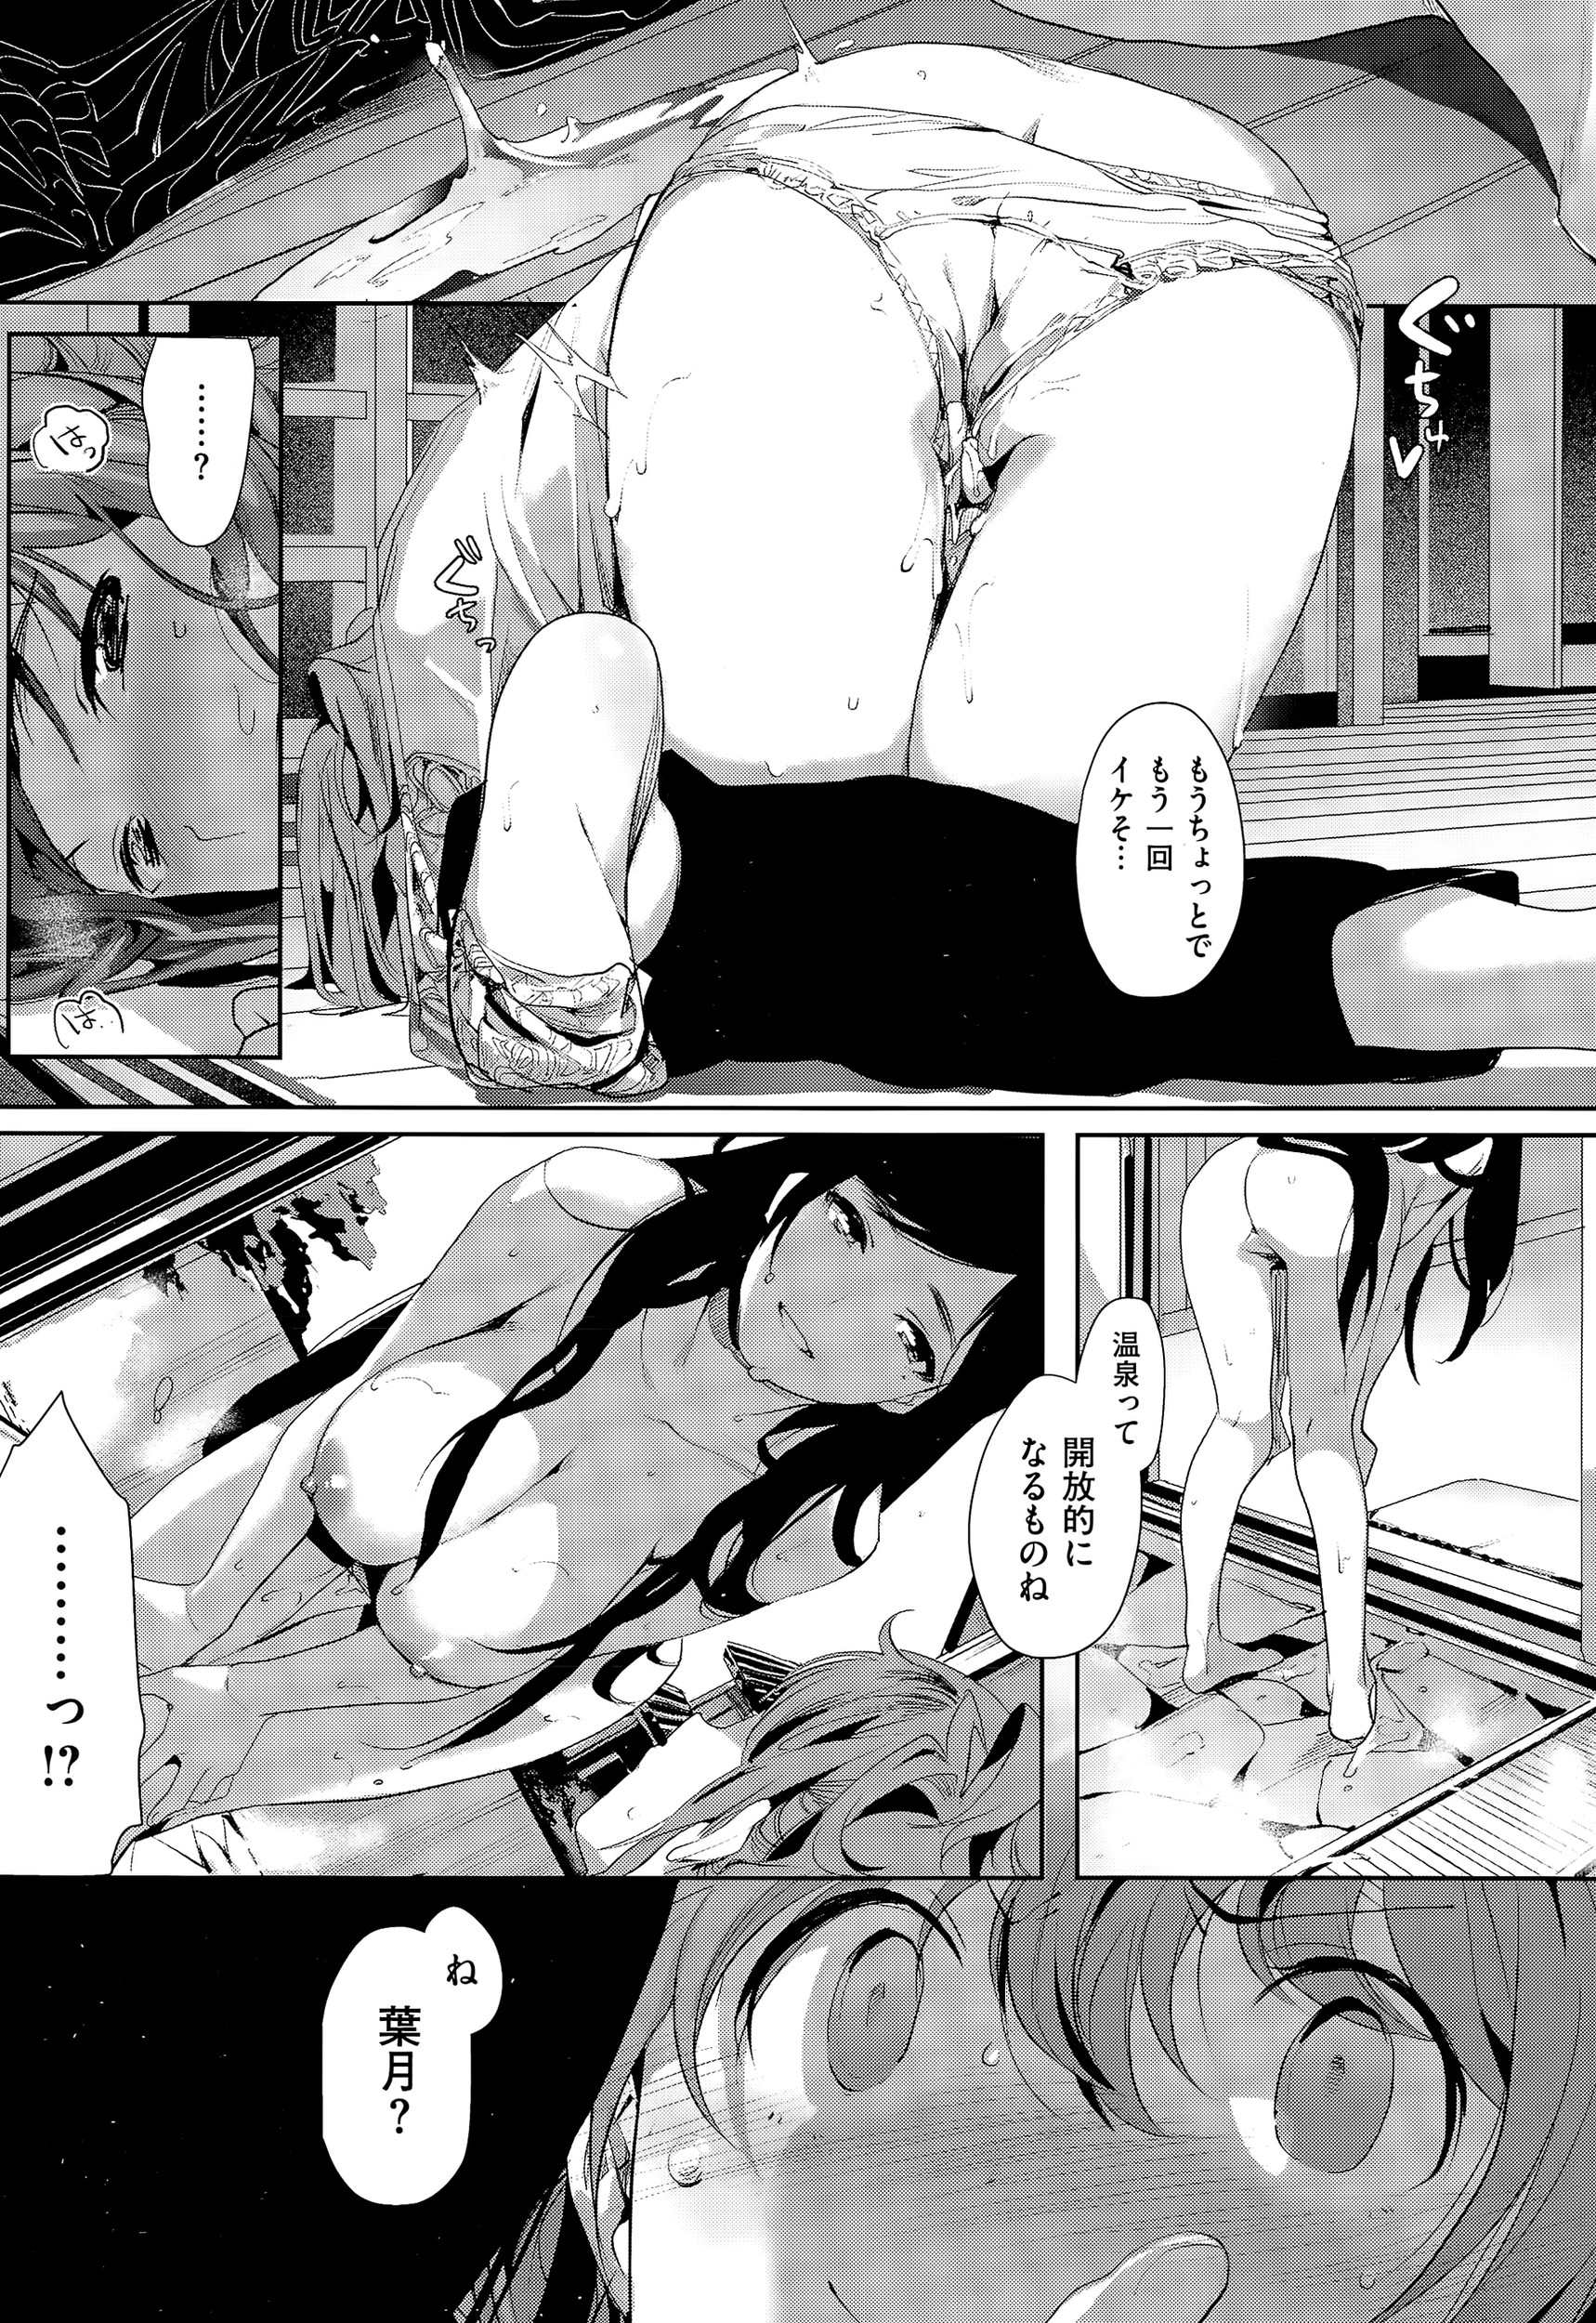 ぐちゅ
もうちょっとで
もう一回
イケそ…
ぐちっ
……?
はっ
は…
温泉って
開放的に
なるものね
………っ!?
ね
葉月?